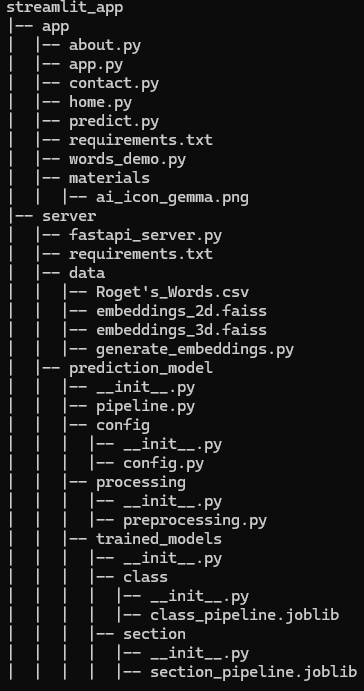 streamlit_app
|-- app
|  |-- about.py
|  |-- app.py
|  |-- contact.py
|  |-- home.py
|  |-- predict.py
|  |-- requirements.txt
|  |-- words_demo.py
|  |-- materials
|  |  |-- ai_icon_gemma.png
|-- server
|  |-- fastapi_server.py
|  |-- requirements.txt
|  |-- data
|  |  |-- Roget's_Words.csv
|  |  |-- embeddings_2d.faiss
|  |  |-- embeddings_3d.faiss
|  |  |-- generate_embeddings.py
|  |-- prediction_model
|  |  |-- __init__.py
|  |  |-- pipeline.py
|  |  |-- config
|  |  |  |-- __init__.py
|  |  |  |-- config.py
|  |  |-- processing
|  |  |  |-- __init__.py
|  |  |  |-- preprocessing.py
|  |  |-- trained_models
|  |  |  |-- __init__.py
|  |  |  |-- class
|  |  |  |  |-- __init__.py
|  |  |  |  |-- class_pipeline.joblib
|  |  |  |-- section
|  |  |  |  |-- __init__.py
|  |  |  |  |-- section_pipeline.joblib